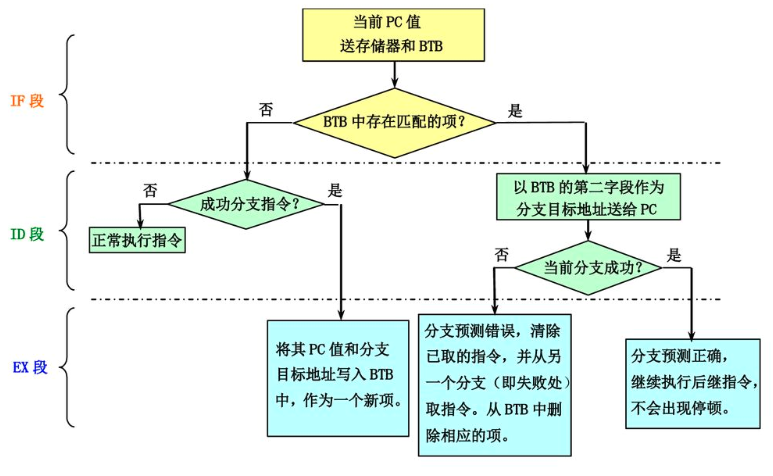 当前 PC 值
送存储器和 BTB
IF 段
否
BTB 中存在匹配的项？
是
ID 段
否
成功分支指令？
是
以 BTB 的第二字段作为
分支目标地址送给 PC
正常执行指令
否
当前分支成功？
是
EX 段
将其 PC 值和分支
目标地址写入 BTB
中，作为一个新项。
分支预测错误，清除
已取的指令，并从另
一个分支（即失败处）
取指令。从 BTB 中删
除相应的项。
分支预测正确，
继续执行后继指令，
不会出现停顿。